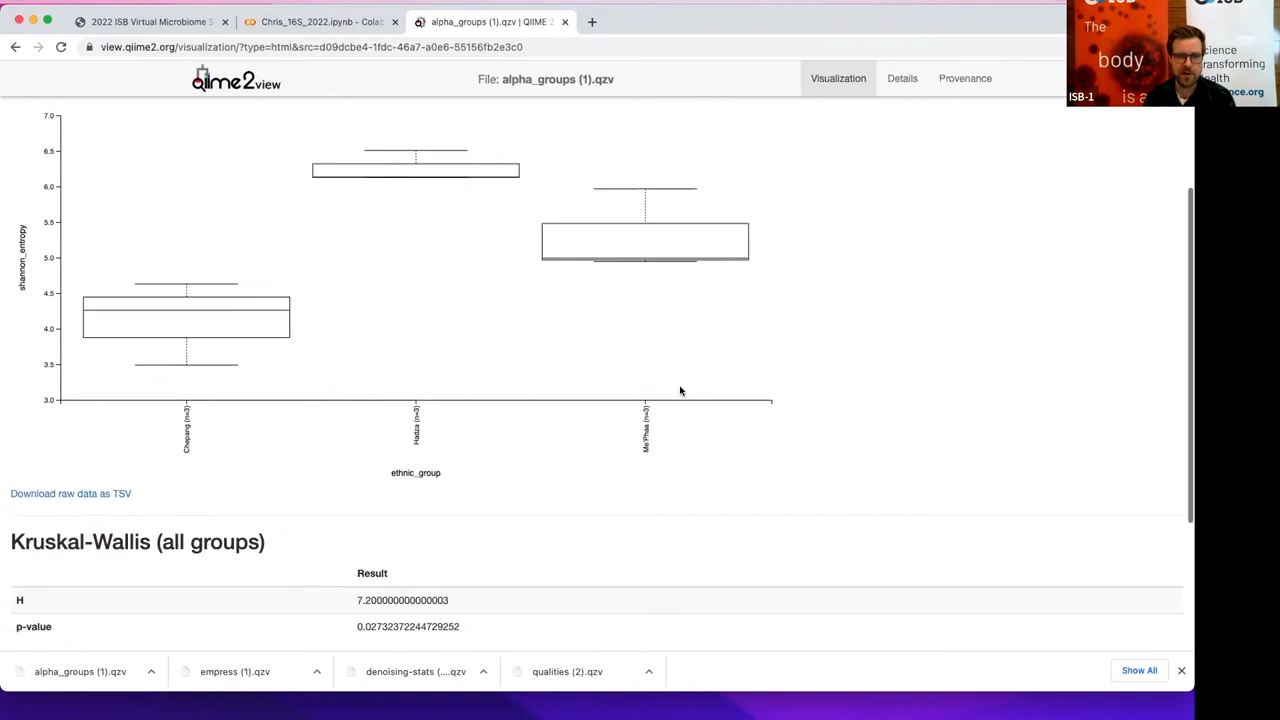 2022 ISB Virtual Microbiome S
Chris_16S_2022.ipynb - Colab
alpha_groups (1).qzv | QIIME 2
view.qiime2.org/visualization/?type=html&src=d09dcbe4-1fdc-46a7-a0e6-55156fb2e3c0
qiime2view
File: alpha_groups (1).qzv
Visualization
Details
Provenance
The
body
is a
science
transforming
health
ISB-1
7.0
6.5
6.0
5.5
5.0
4.5
4.0
3.5
3.0
shannon_entropy
Chepang (n=3)
Hadza (n=3)
Me'Phaa (n=3)
ethnic_group
Download raw data as TSV
Kruskal-Wallis (all groups)
Result
H 7.200000000000003
p-value 0.02732372244729252
alpha_groups (1).qzv
empress (1).qzv
denoising-stats (....qzv
qualities (2).qzv
Show All